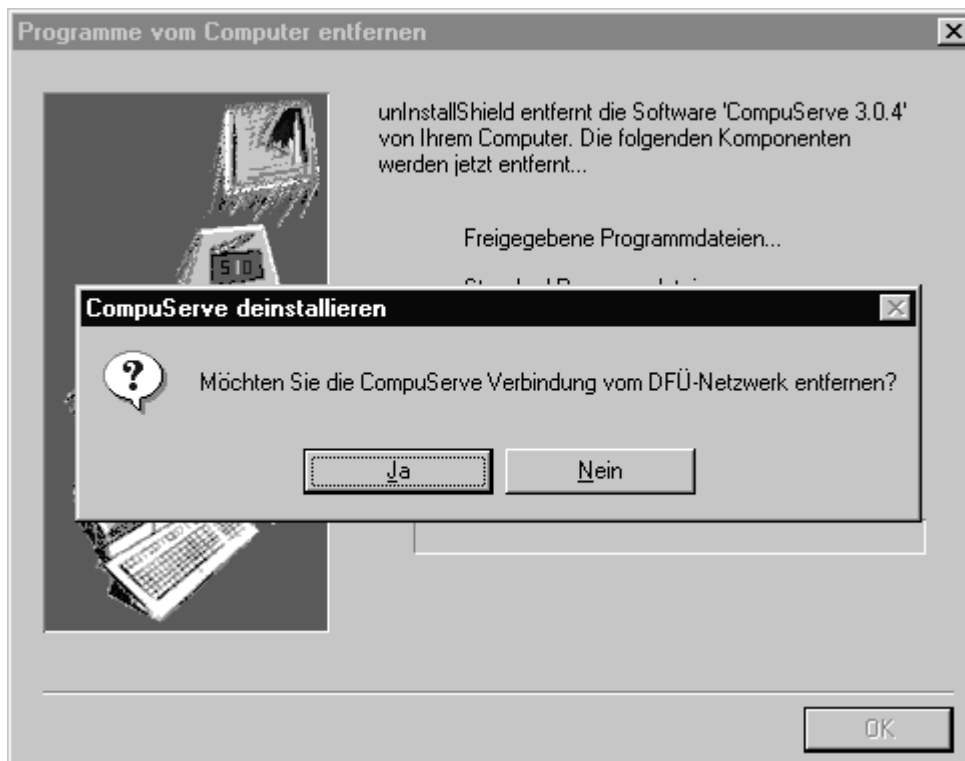 Programme vom Computer entfernen
unInstallShield entfernt die Software 'CompuServe 3.0.4'
von Ihrem Computer. Die folgenden Komponenten
werden jetzt entfernt...
Freigegebene Programmdateien...
CompuServe deinstallieren
Möchten Sie die CompuServe Verbindung vom DFÜ-Netzwerk entfernen?
Ja
Nein
OK